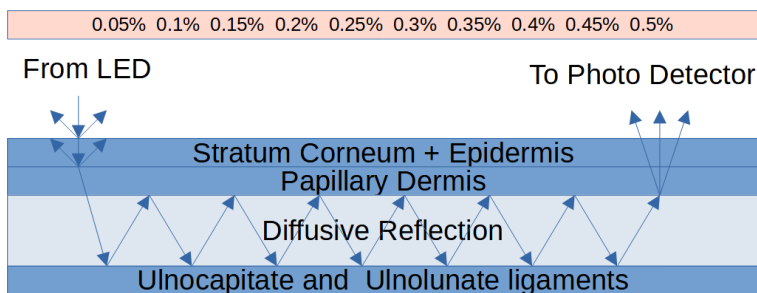 0.05% 0.1% 0.15% 0.2% 0.25% 0.3% 0.35% 0.4% 0.45% 0.5%
From LED
To Photo Detector
Stratum Corneum + Epidermis
Papillary Dermis
Diffusive Reflection
Ulnocapitate and Ulnolunate ligaments